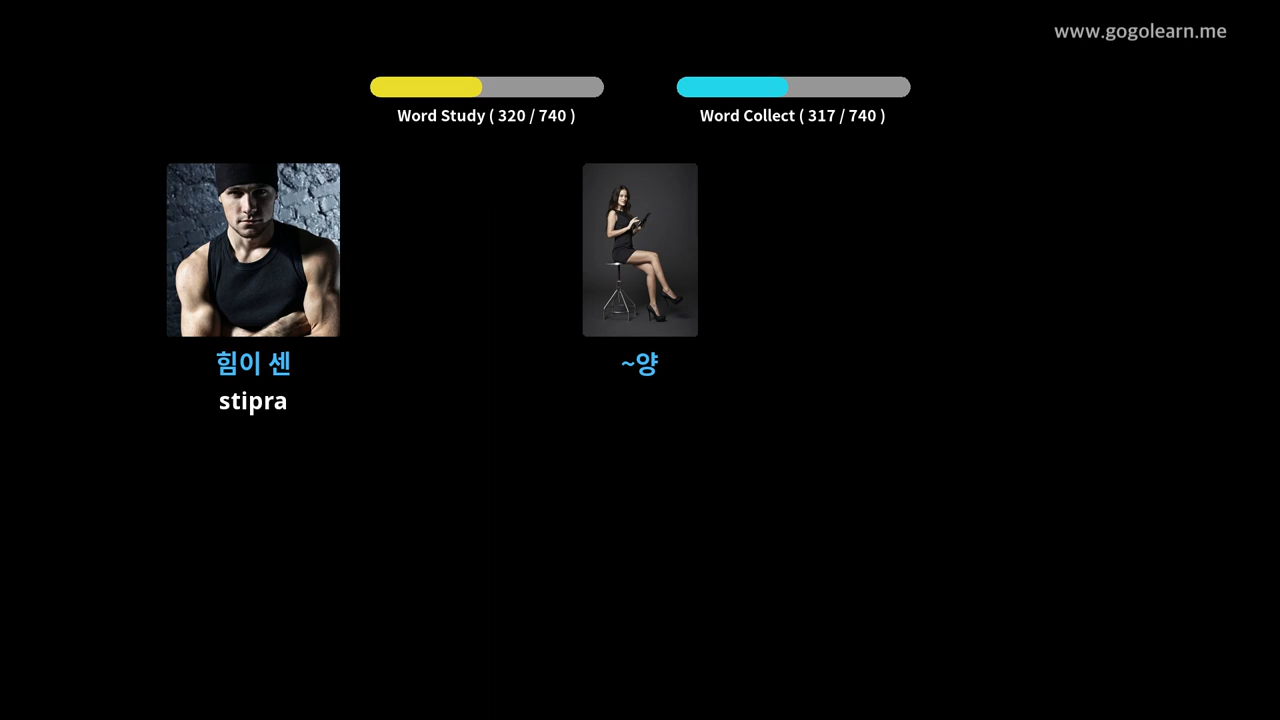 www.gogolearn.me
Word Study ( 320 / 740 )
Word Collect ( 317 / 740 )
힘이 센
stipra
~양